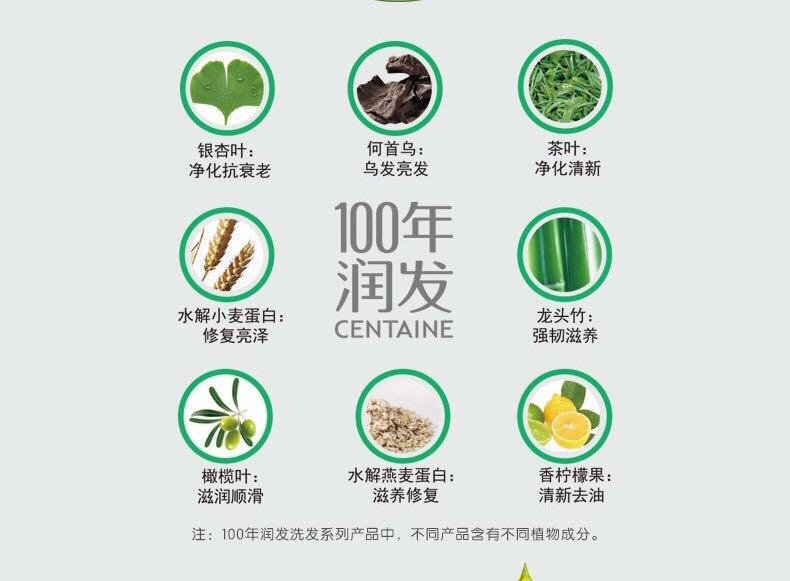 银杏叶：
净化抗衰老
何首乌：
乌发亮发
茶叶：
净化清新
100年
润发
CENTAINE
水解小麦蛋白：
修复亮泽
龙头竹：
强韧滋养
橄榄叶：
滋润顺滑
水解燕麦蛋白：
滋养修复
香柠檬果：
清新去油
注：100年润发洗发系列产品中，不同产品含有不同植物成分。